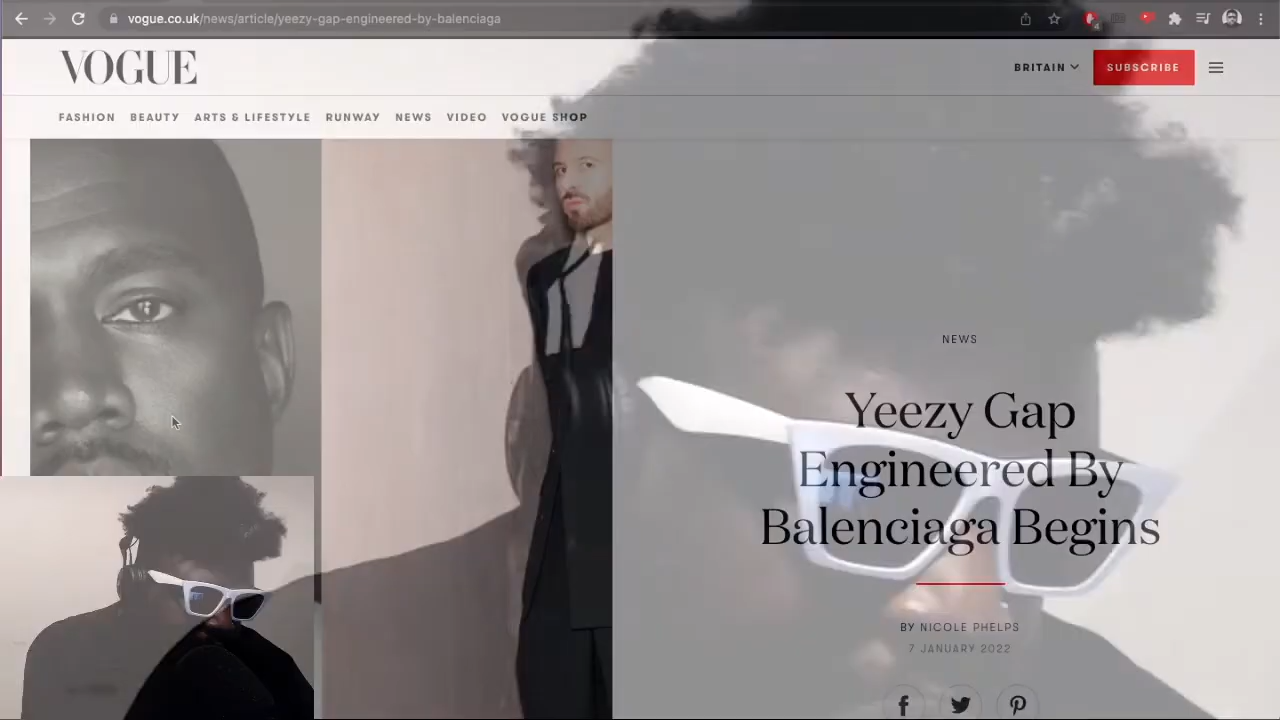 vogue.co.uk/news/article/yeezy-gap-engineered-by-balenciaga
4
VOGUE
BRITAIN
SUBSCRIBE
FASHION BEAUTY ARTS & LIFESTYLE RUNWAY NEWS VIDEO VOGUE SHOP
NEWS
Yeezy Gap
Engineered By
Balenciaga Begins
BY NICOLE PHELPS
7 JANUARY 2022